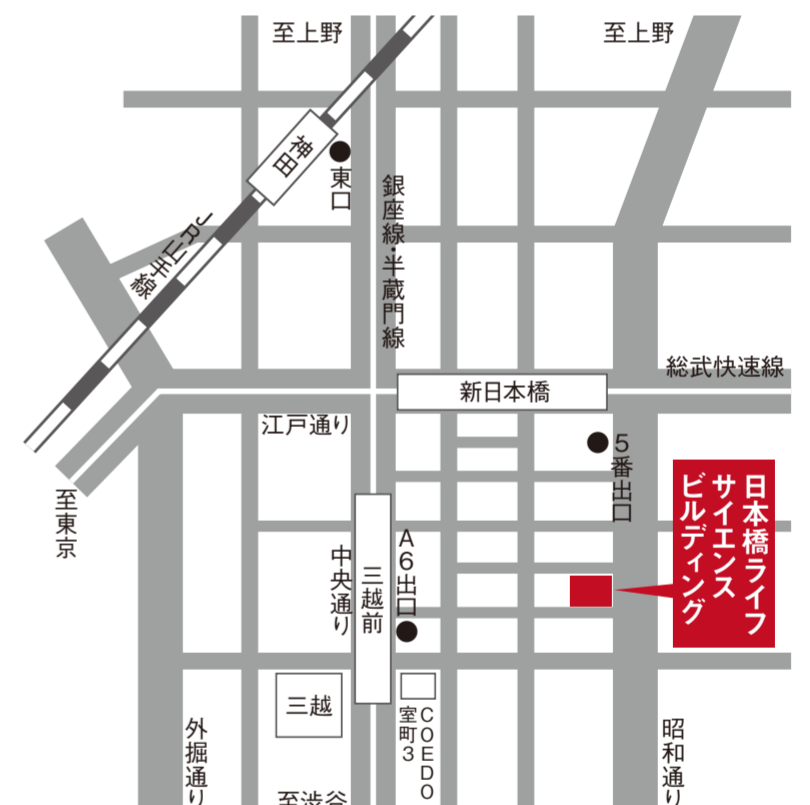 至上野
至上野
神田
東口
銀座線・半蔵門線
JR山手線
総武快速線
新日本橋
江戸通り
5番出口
日本橋ライフ
サイエンス
ビルディング
至東京
A6出口
中央通り
三越前
三越
COEDO
室町3
外掘通り
昭和通り
至渋谷